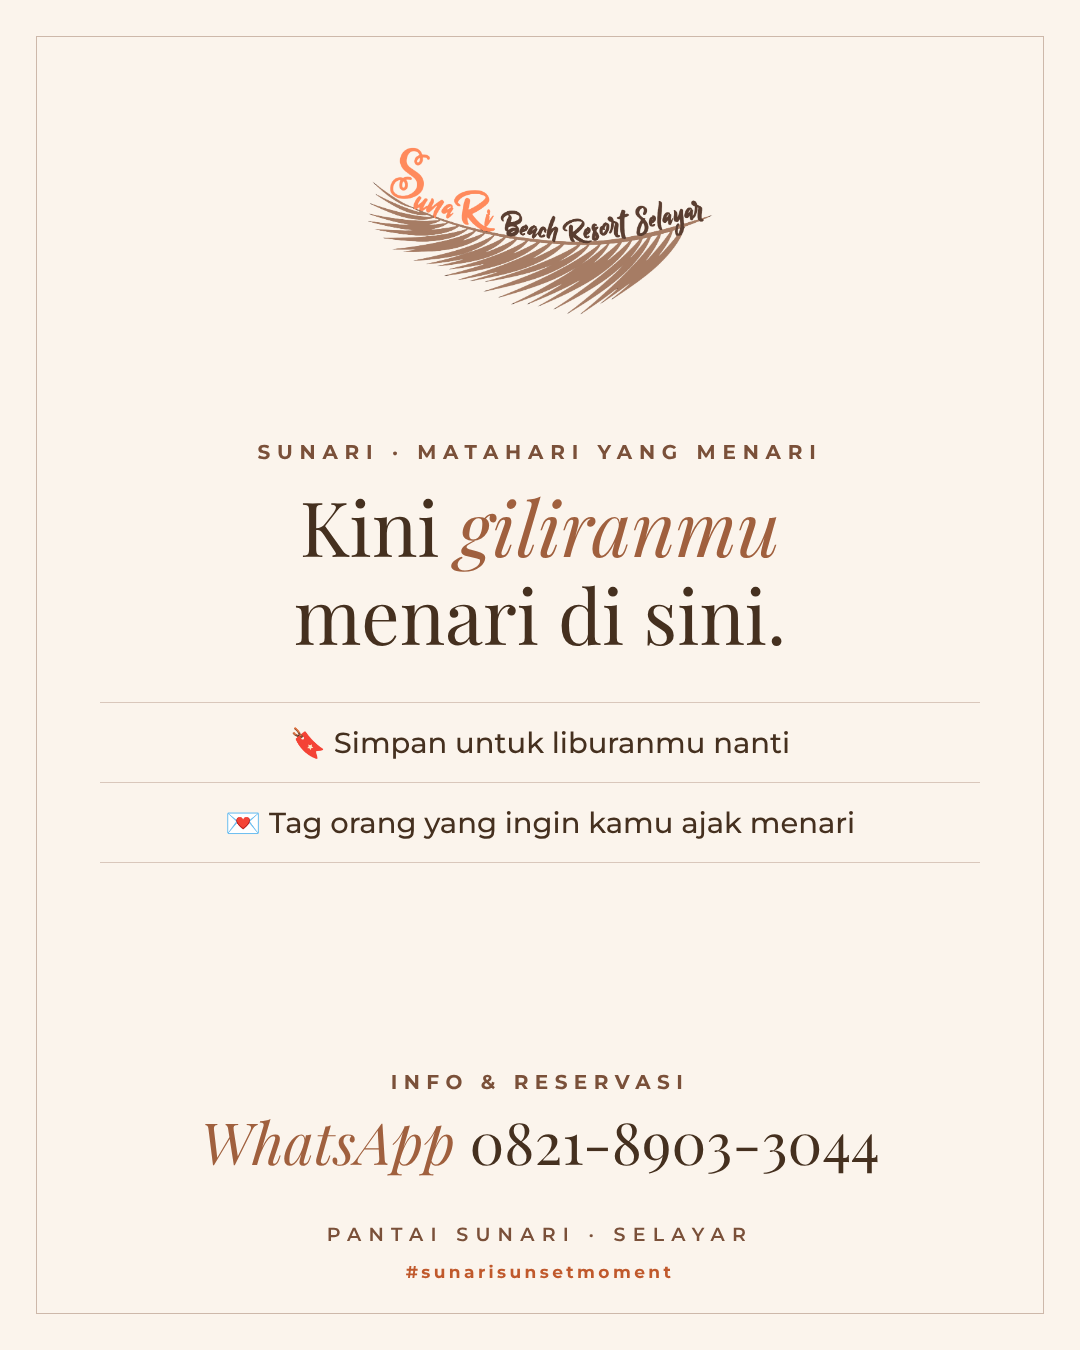 SunaRi Beach Resort Selayar
SUNARI · MATAHARI YANG MENARI
Kini giliranmu
menari di sini.
Simpan untuk liburanmu nanti
Tag orang yang ingin kamu ajak menari
INFO & RESERVASI
WhatsApp 0821-8903-3044
PANTAI SUNARI · SELAYAR
#sunarisunsetmoment